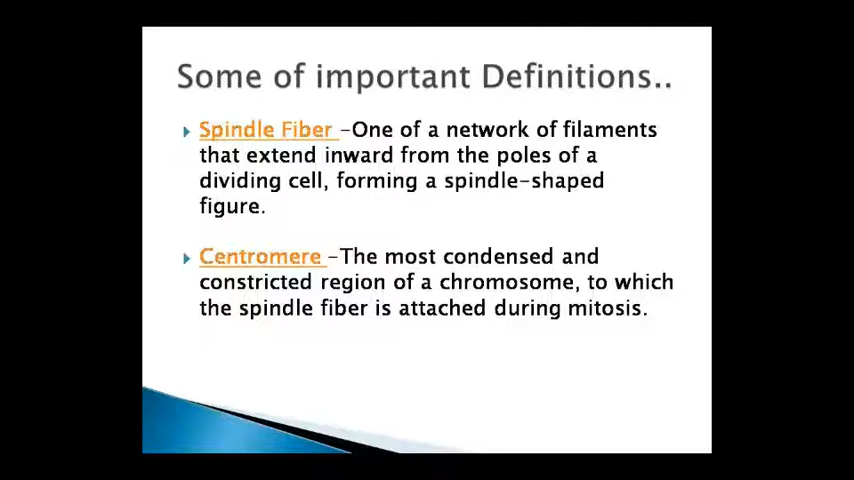 Some of important Definitions..
Spindle Fiber -One of a network of filaments
that extend inward from the poles of a
dividing cell, forming a spindle-shaped
figure.
Centromere -The most condensed and
constricted region of a chromosome, to which
the spindle fiber is attached during mitosis.